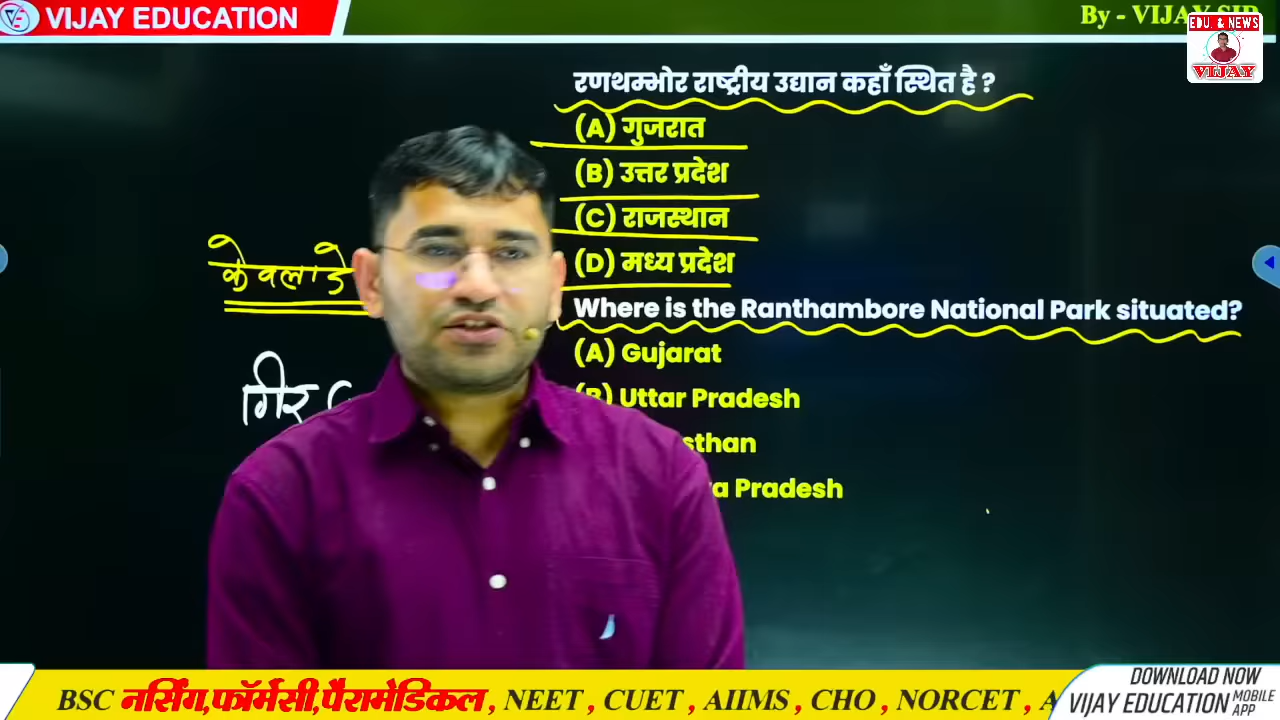 VIJAY EDUCATION
By - VIJAY SIR
EDU. & NEWS
VIJAY
रणथम्भोर राष्ट्रीय उद्यान कहाँ स्थित है ?
(A) गुजरात
(B) उत्तर प्रदेश
(C) राजस्थान
(D) मध्य प्रदेश
केवलादे
Where is the Ranthambore National Park situated?
(A) Gujarat
गिर
(B) Uttar Pradesh
sthan
a Pradesh
BSC नर्सिंग,फॉर्मेसी,पैरामेडिकल , NEET , CUET , AIIMS , CHO , NORCET , A
DOWNLOAD NOW
VIJAY EDUCATION MOBILE APP